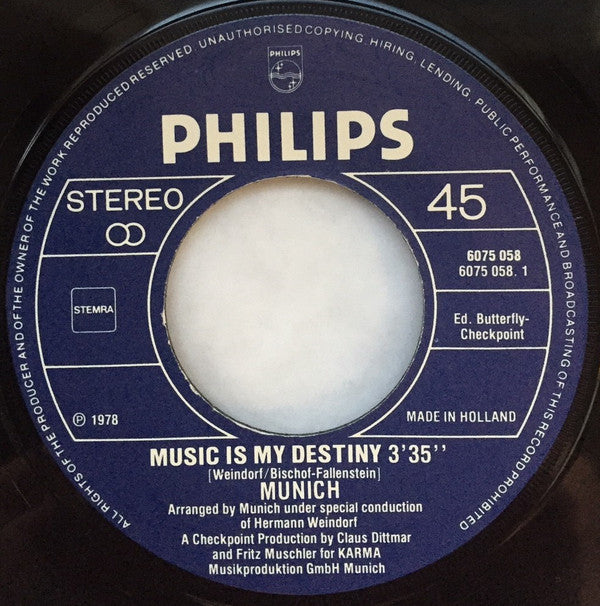 ALL RIGHTS OF THE PRODUCER AND OF THE OWNER OF THE WORK REPRODUCED RESERVED. UNAUTHORISED COPYING, HIRING, LENDING, PUBLIC PERFORMANCE AND BROADCASTING OF THIS RECORD PROHIBITED
PHILIPS
PHILIPS
STEREO
45
6075 058
6075 058. 1
STEMRA
Ed. Butterfly-
Checkpoint
℗ 1978
MADE IN HOLLAND
MUSIC IS MY DESTINY 3'35''
[Weindorf/Bischof-Fallenstein]
MUNICH
Arranged by Munich under special conduction
of Hermann Weindorf
A Checkpoint Production by Claus Dittmar
and Fritz Muschler for KARMA
Musikproduktion GmbH Munich